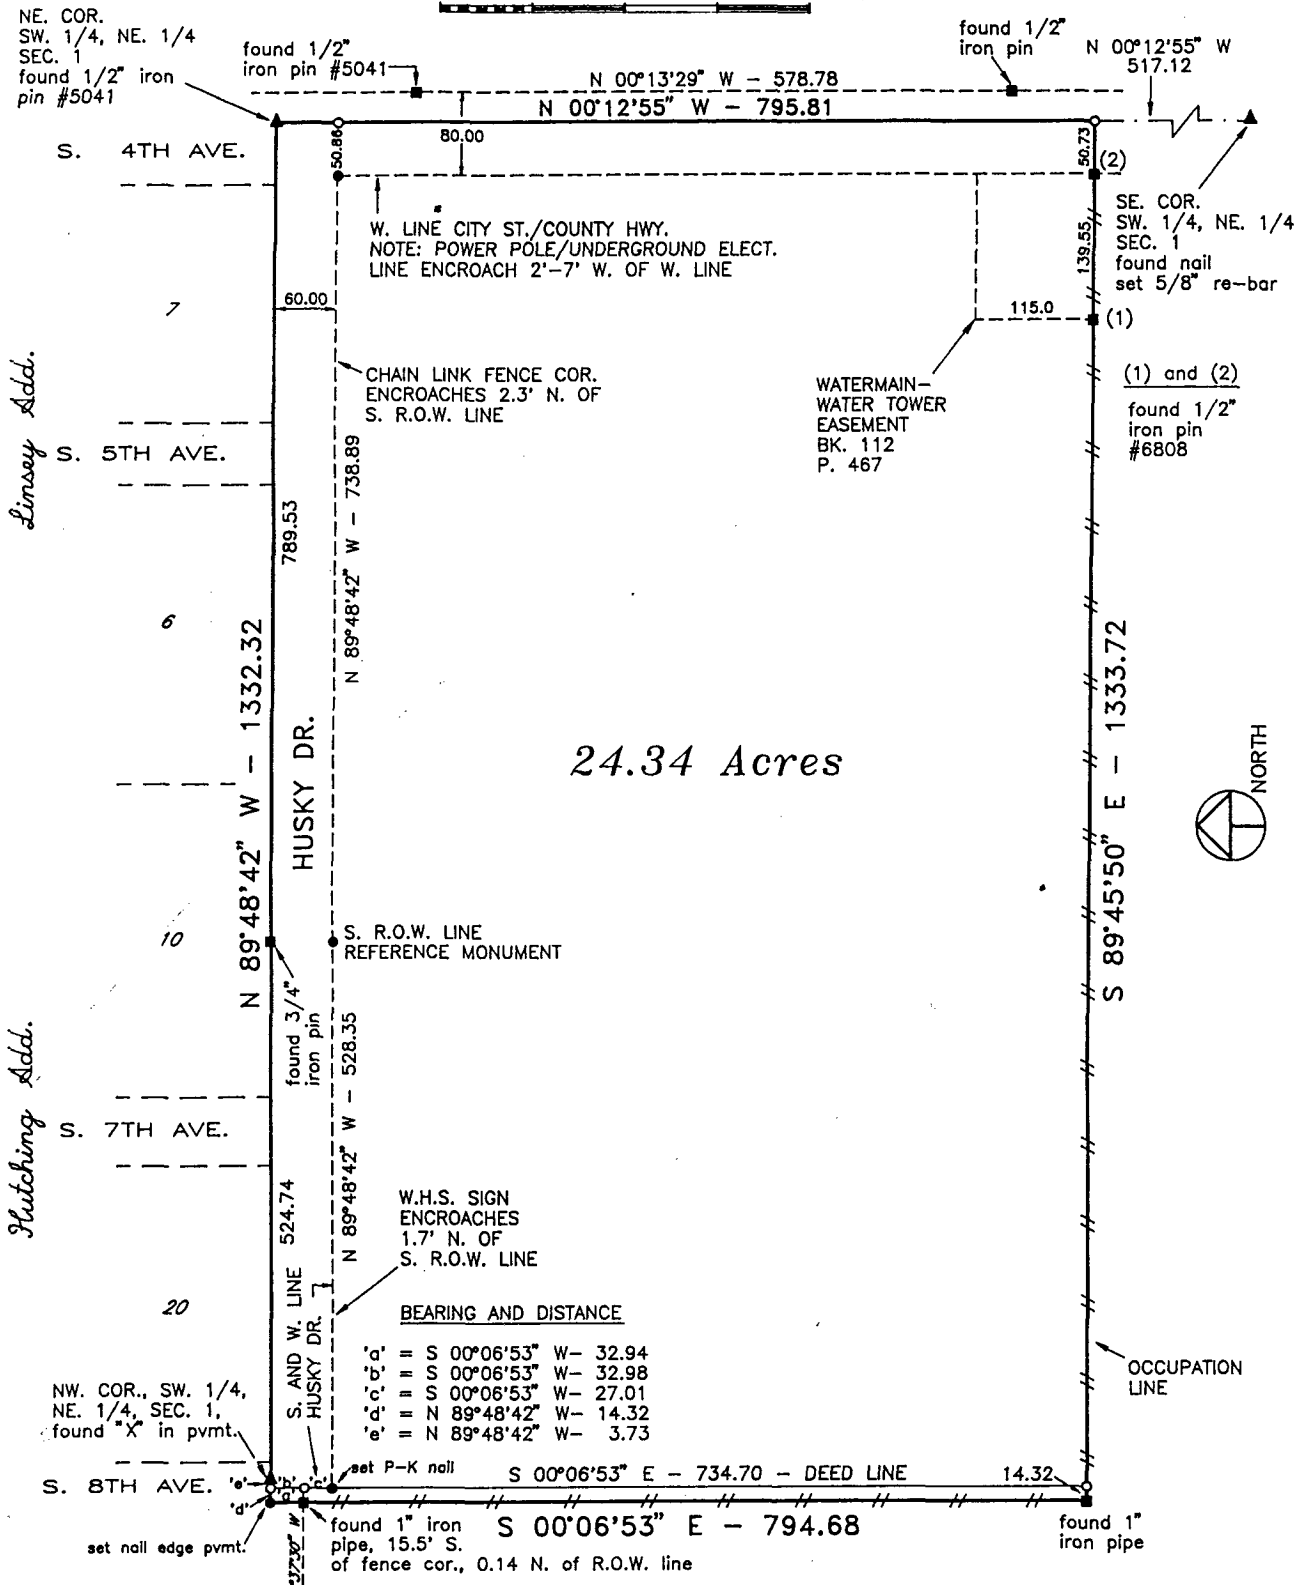 NE. COR.
SW. 1/4, NE. 1/4
SEC. 1
found 1/2" iron
pin #5041
found 1/2"
iron pin #5041
found 1/2"
iron pin
N 00°12'55" W
517.12
N 00°13'29" W - 578.78
N 00°12'55" W - 795.81
S. 4TH AVE.
50.86
80.00
50.73
(2)
W. LINE CITY ST./COUNTY HWY.
NOTE: POWER POLE/UNDERGROUND ELECT.
LINE ENCROACH 2'-7' W. OF W. LINE
SE. COR.
SW. 1/4, NE. 1/4
SEC. 1
found nail
set 5/8" re-bar
139.55
7
60.00
115.0
(1)
CHAIN LINK FENCE COR.
ENCROACHES 2.3' N. OF
S. R.O.W. LINE
WATERMAIN-
WATER TOWER
EASEMENT
BK. 112
P. 467
(1) and (2)
found 1/2"
iron pin
#6808
Linsey Add.
S. 5TH AVE.
789.53
N 89°48'42" W - 738.89
6
N 89°48'42" W - 1332.32
HUSKY DR.
24.34 Acres
S 89°45'50" E - 1333.72
NORTH
10
S. R.O.W. LINE
REFERENCE MONUMENT
found 3/4"
iron pin
N 89°48'42" W - 528.35
Hutching Add.
S. 7TH AVE.
524.74
W.H.S. SIGN
ENCROACHES
1.7' N. OF
S. R.O.W. LINE
20
S. AND W. LINE
HUSKY DR.
BEARING AND DISTANCE
'a' = S 00°06'53" W- 32.94
'b' = S 00°06'53" W- 32.98
'c' = S 00°06'53" W- 27.01
'd' = N 89°48'42" W- 14.32
'e' = N 89°48'42" W- 3.73
OCCUPATION
LINE
NW. COR., SW. 1/4,
NE. 1/4, SEC. 1,
found "X" in pvmt.
set P-K nail
S. 8TH AVE.
'e'
'b'
'c'
'a'
'd'
S 00°06'53" E - 734.70 - DEED LINE
14.32
S 00°06'53" E - 794.68
set nail edge pvmt.
found 1" iron
pipe, 15.5' S.
of fence cor., 0.14 N. of R.O.W. line
found 1"
iron pipe